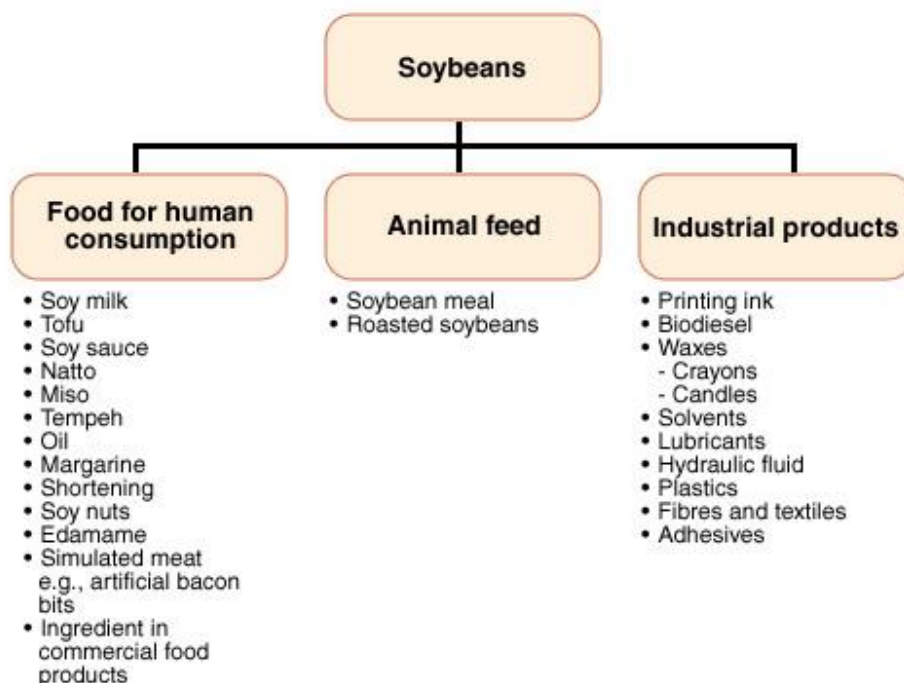 Soybeans
Food for human
consumption
• Soy milk
• Tofu
• Soy sauce
• Natto
• Miso
• Tempeh
• Oil
• Margarine
• Shortening
• Soy nuts
• Edamame
• Simulated meat
e.g., artificial bacon
bits
• Ingredient in
commercial food
products
Animal feed
• Soybean meal
• Roasted soybeans
Industrial products
• Printing ink
• Biodiesel
• Waxes
- Crayons
- Candles
• Solvents
• Lubricants
• Hydraulic fluid
• Plastics
• Fibres and textiles
• Adhesives